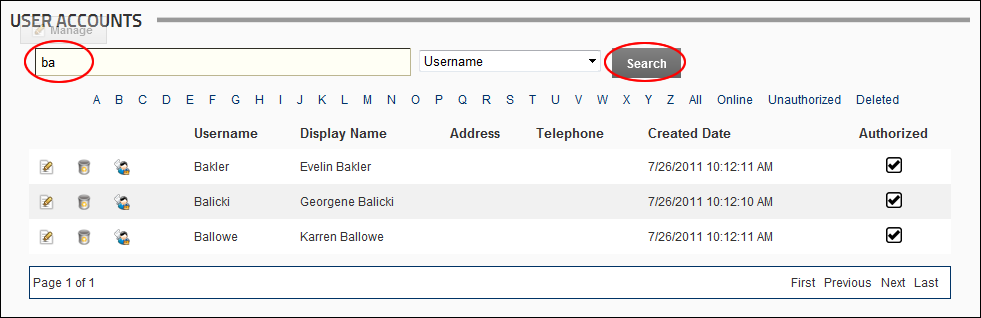 USER ACCOUNTS
Manage
ba Username Search
A B C D E F G H I J K L M N O P Q R S T U V W X Y Z All Online Unauthorized Deleted
Username Display Name Address Telephone Created Date Authorized
Bakler Evelin Bakler 7/26/2011 10:12:11 AM
Balicki Georgene Balicki 7/26/2011 10:12:10 AM
Ballowe Karren Ballowe 7/26/2011 10:12:11 AM
Page 1 of 1 First Previous Next Last